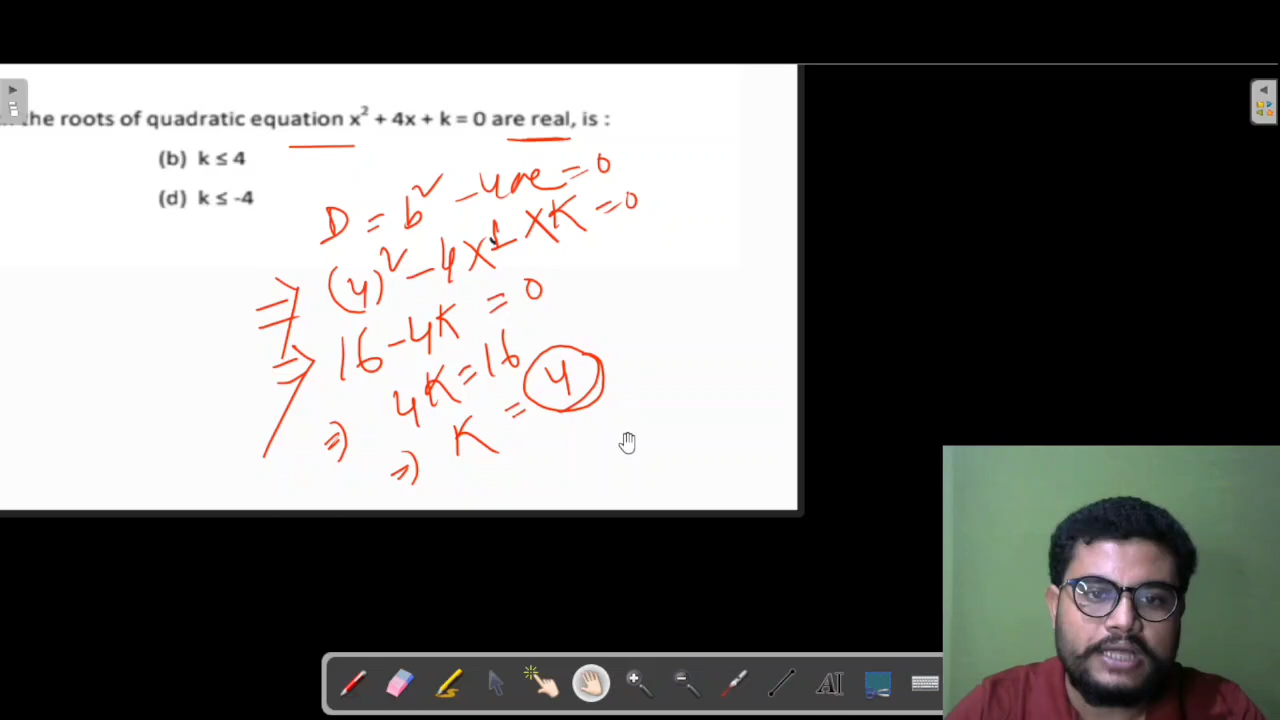 the roots of quadratic equation x² + 4x + k = 0 are real, is :
(b) k ≤ 4
(d) k ≤ -4
D = b² - 4ac = 0
⇒ (4)² - 4 × 1 × K = 0
⇒ 16 - 4K = 0
⇒ 4K = 16
⇒ K = 4
AI